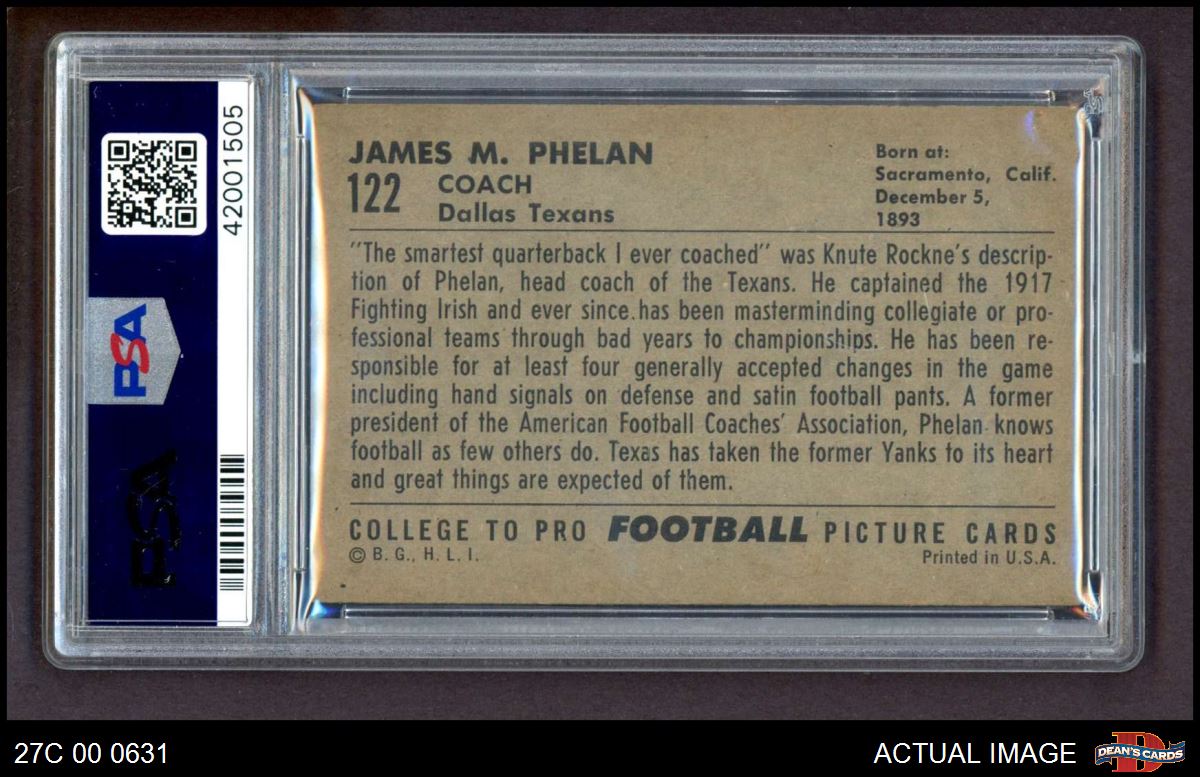 PSA
42001505
PSA
JAMES M. PHELAN
122
COACH
Dallas Texans
Born at:
Sacramento, Calif.
December 5,
1893
"The smartest quarterback I ever coached" was Knute Rockne's descrip-
tion of Phelan, head coach of the Texans. He captained the 1917
Fighting Irish and ever since has been masterminding collegiate or pro-
fessional teams through bad years to championships. He has been re-
sponsible for at least four generally accepted changes in the game
including hand signals on defense and satin football pants. A former
president of the American Football Coaches' Association, Phelan knows
football as few others do. Texas has taken the former Yanks to its heart
and great things are expected of them.
COLLEGE TO PRO FOOTBALL PICTURE CARDS
© B. G., H. L. I.
Printed in U.S.A.
27C 00 0631
ACTUAL IMAGE
DEAN'S CARDS